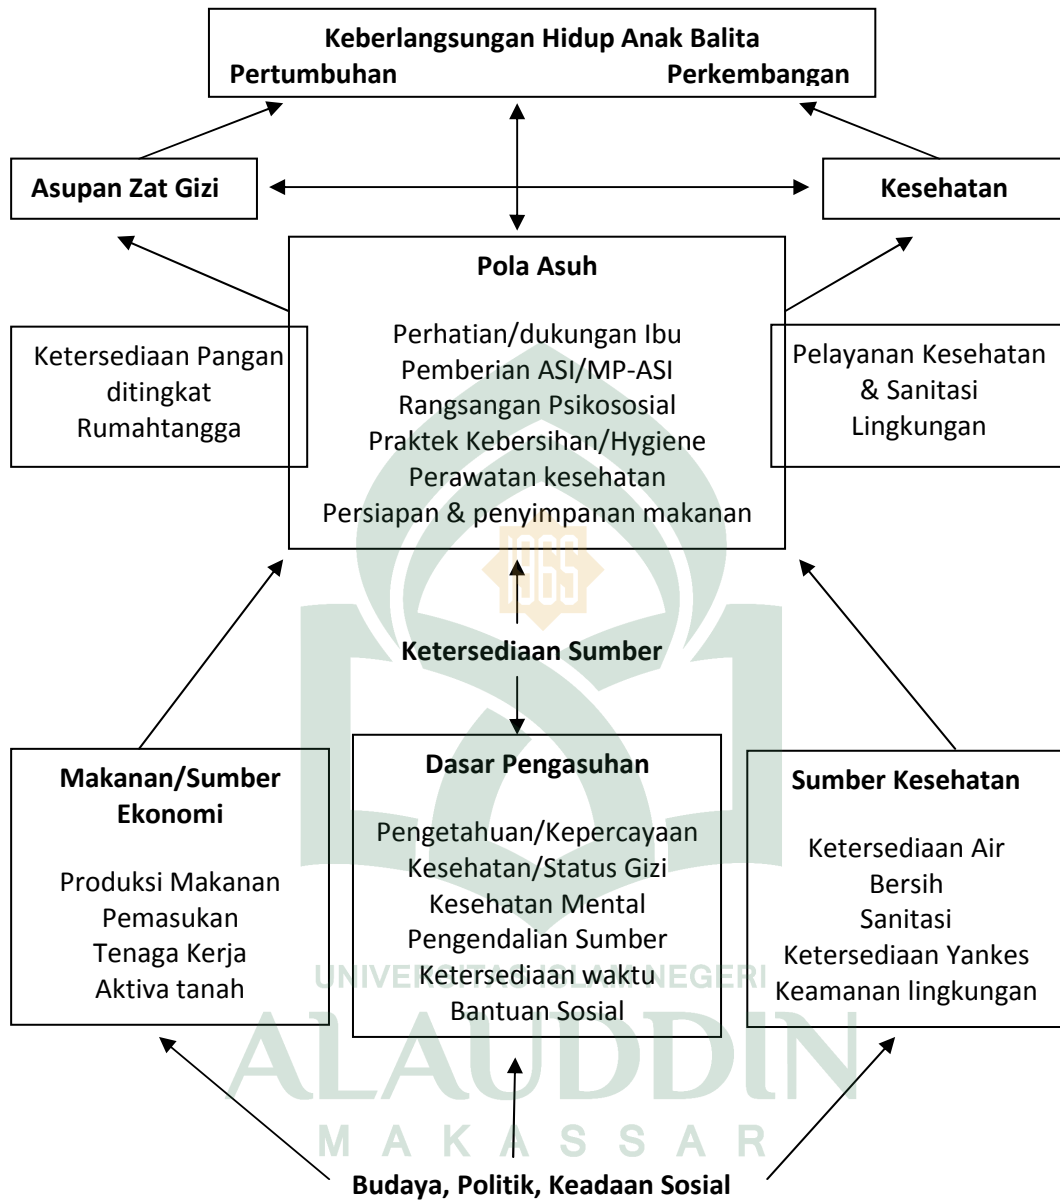 Keberlangsungan Hidup Anak Balita
Pertumbuhan Perkembangan
Asupan Zat Gizi
Kesehatan
Pola Asuh
Perhatian/dukungan Ibu
Pemberian ASI/MP-ASI
Rangsangan Psikososial
Praktek Kebersihan/Hygiene
Perawatan kesehatan
Persiapan & penyimpanan makanan
Ketersediaan Pangan
ditingkat
Rumahtangga
Pelayanan Kesehatan
& Sanitasi
Lingkungan
1965
Ketersediaan Sumber
Makanan/Sumber
Ekonomi
Produksi Makanan
Pemasukan
Tenaga Kerja
Aktiva tanah
Dasar Pengasuhan
Pengetahuan/Kepercayaan
Kesehatan/Status Gizi
Kesehatan Mental
Pengendalian Sumber
Ketersediaan waktu
Bantuan Sosial
Sumber Kesehatan
Ketersediaan Air
Bersih
Sanitasi
Ketersediaan Yankes
Keamanan lingkungan
UNIVERSITAS ISLAM NEGERI
ALAUDDIN
MAKASSAR
Budaya, Politik, Keadaan Sosial